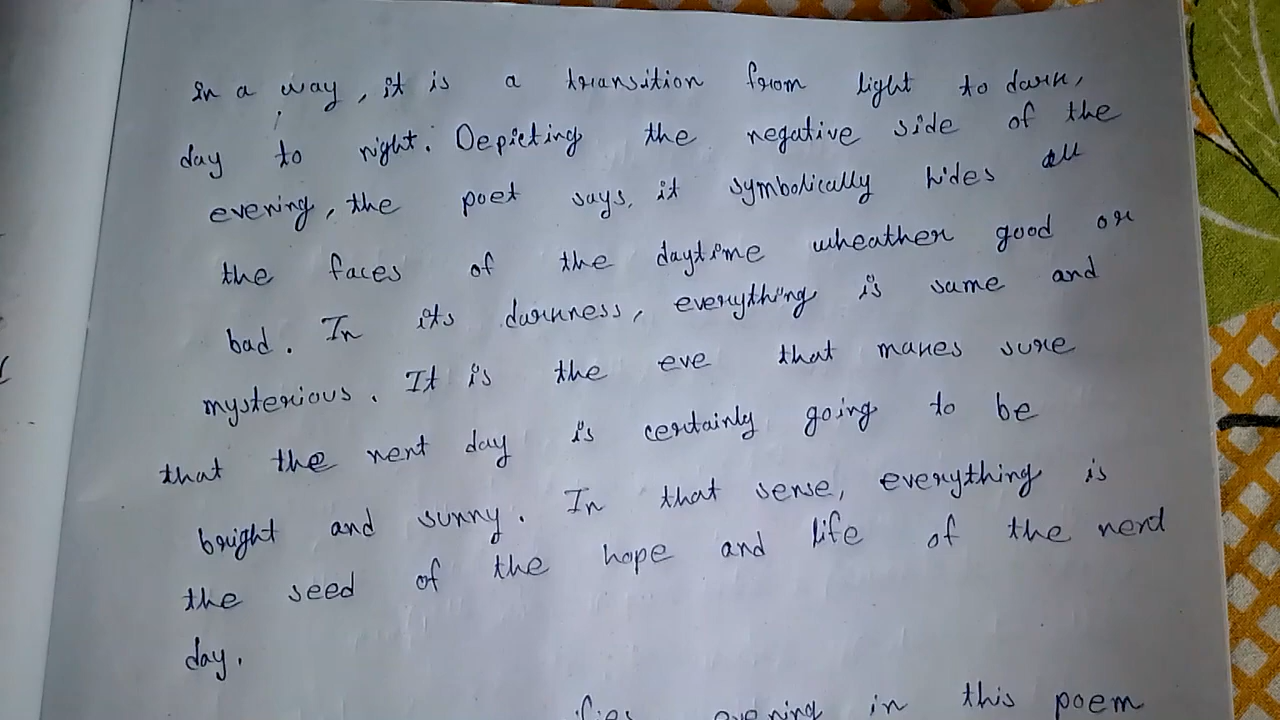 In a way, it is a transition from light to dark,
day to night. Depicting the negative side of the
evening, the poet says, it symbolically hides all
the faces of the daytime wheather good or
bad. In its darkness, everything is same and
mysterious. It is the eve that makes sure
that the next day is certainly going to be
bright and sunny. In that sense, everything is
the seed of the hope and life of the next
day.
evening in this poem